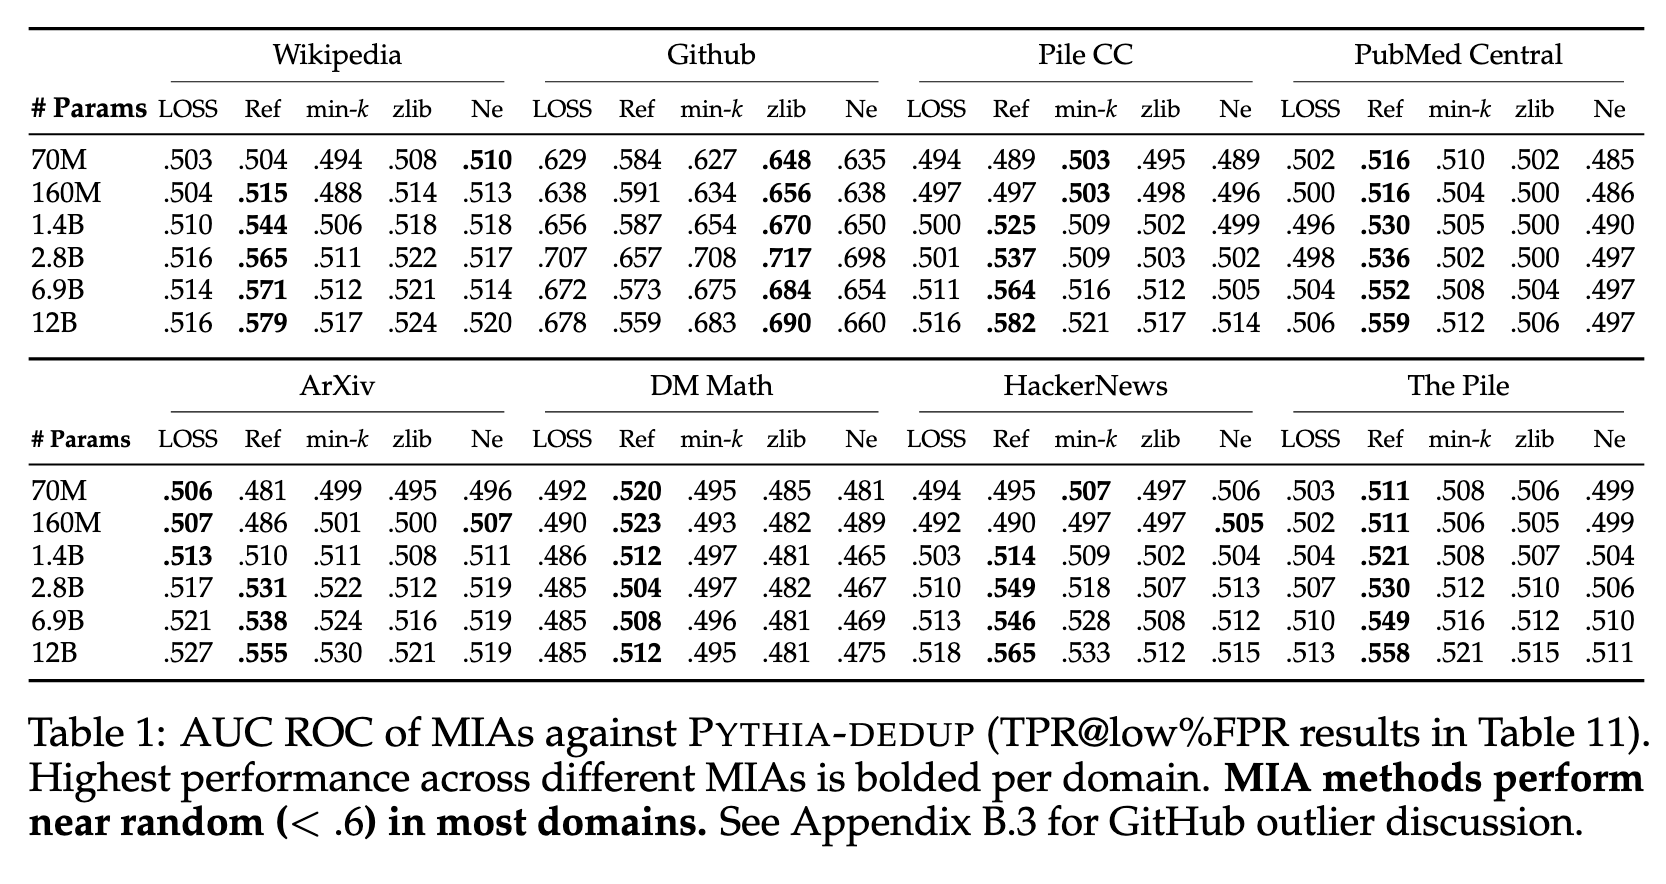 Wikipedia Github Pile CC PubMed Central
# Params LOSS Ref min-k zlib Ne LOSS Ref min-k zlib Ne LOSS Ref min-k zlib Ne LOSS Ref min-k zlib Ne
70M .503 .504 .494 .508 .510 .629 .584 .627 .648 .635 .494 .489 .503 .495 .489 .502 .516 .510 .502 .485
160M .504 .515 .488 .514 .513 .638 .591 .634 .656 .638 .497 .497 .503 .498 .496 .500 .516 .504 .500 .486
1.4B .510 .544 .506 .518 .518 .656 .587 .654 .670 .650 .500 .525 .509 .502 .499 .496 .530 .505 .500 .490
2.8B .516 .565 .511 .522 .517 .707 .657 .708 .717 .698 .501 .537 .509 .503 .502 .498 .536 .502 .500 .497
6.9B .514 .571 .512 .521 .514 .672 .573 .675 .684 .654 .511 .564 .516 .512 .505 .504 .552 .508 .504 .497
12B .516 .579 .517 .524 .520 .678 .559 .683 .690 .660 .516 .582 .521 .517 .514 .506 .559 .512 .506 .497
ArXiv DM Math HackerNews The Pile
# Params LOSS Ref min-k zlib Ne LOSS Ref min-k zlib Ne LOSS Ref min-k zlib Ne LOSS Ref min-k zlib Ne
70M .506 .481 .499 .495 .496 .492 .520 .495 .485 .481 .494 .495 .507 .497 .506 .503 .511 .508 .506 .499
160M .507 .486 .501 .500 .507 .490 .523 .493 .482 .489 .492 .490 .497 .497 .505 .502 .511 .506 .505 .499
1.4B .513 .510 .511 .508 .511 .486 .512 .497 .481 .465 .503 .514 .509 .502 .504 .504 .521 .508 .507 .504
2.8B .517 .531 .522 .512 .519 .485 .504 .497 .482 .467 .510 .549 .518 .507 .513 .507 .530 .512 .510 .506
6.9B .521 .538 .524 .516 .519 .485 .508 .496 .481 .469 .513 .546 .528 .508 .512 .510 .549 .516 .512 .510
12B .527 .555 .530 .521 .519 .485 .512 .495 .481 .475 .518 .565 .533 .512 .515 .513 .558 .521 .515 .511
Table 1: AUC ROC of MIAs against PYTHIA-DEDUP (TPR@low%FPR results in Table 11).
Highest performance across different MIAs is bolded per domain. MIA methods perform
near random (< .6) in most domains. See Appendix B.3 for GitHub outlier discussion.